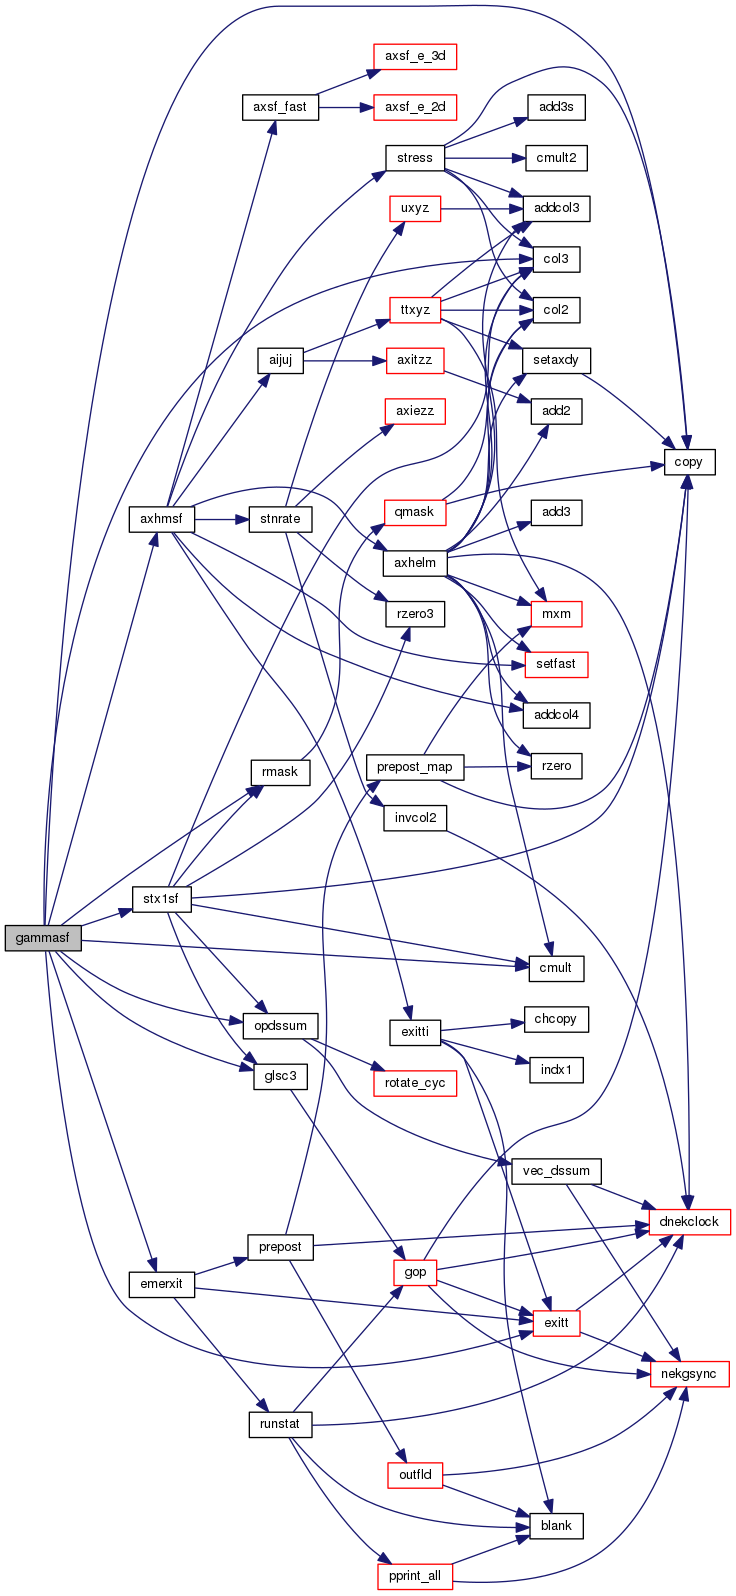 axsf_e_3d
axsf_fast
axsf_e_2d
add3s
stress
cmult2
uxyz
addcol3
col3
ttxyz
col2
aijuj
axitzz
setaxdy
axiezz
add2
copy
axhmsf
stnrate
qmask
add3
axhelm
rzero3
mxm
setfast
addcol4
rmask
prepost_map
rzero
invcol2
stx1sf
gammasf
cmult
opdssum
exitti
chcopy
glsc3
rotate_cyc
indx1
vec_dssum
dnekclock
prepost
emerxit
gop
exitt
nekgsync
runstat
outfld
blank
pprint_all